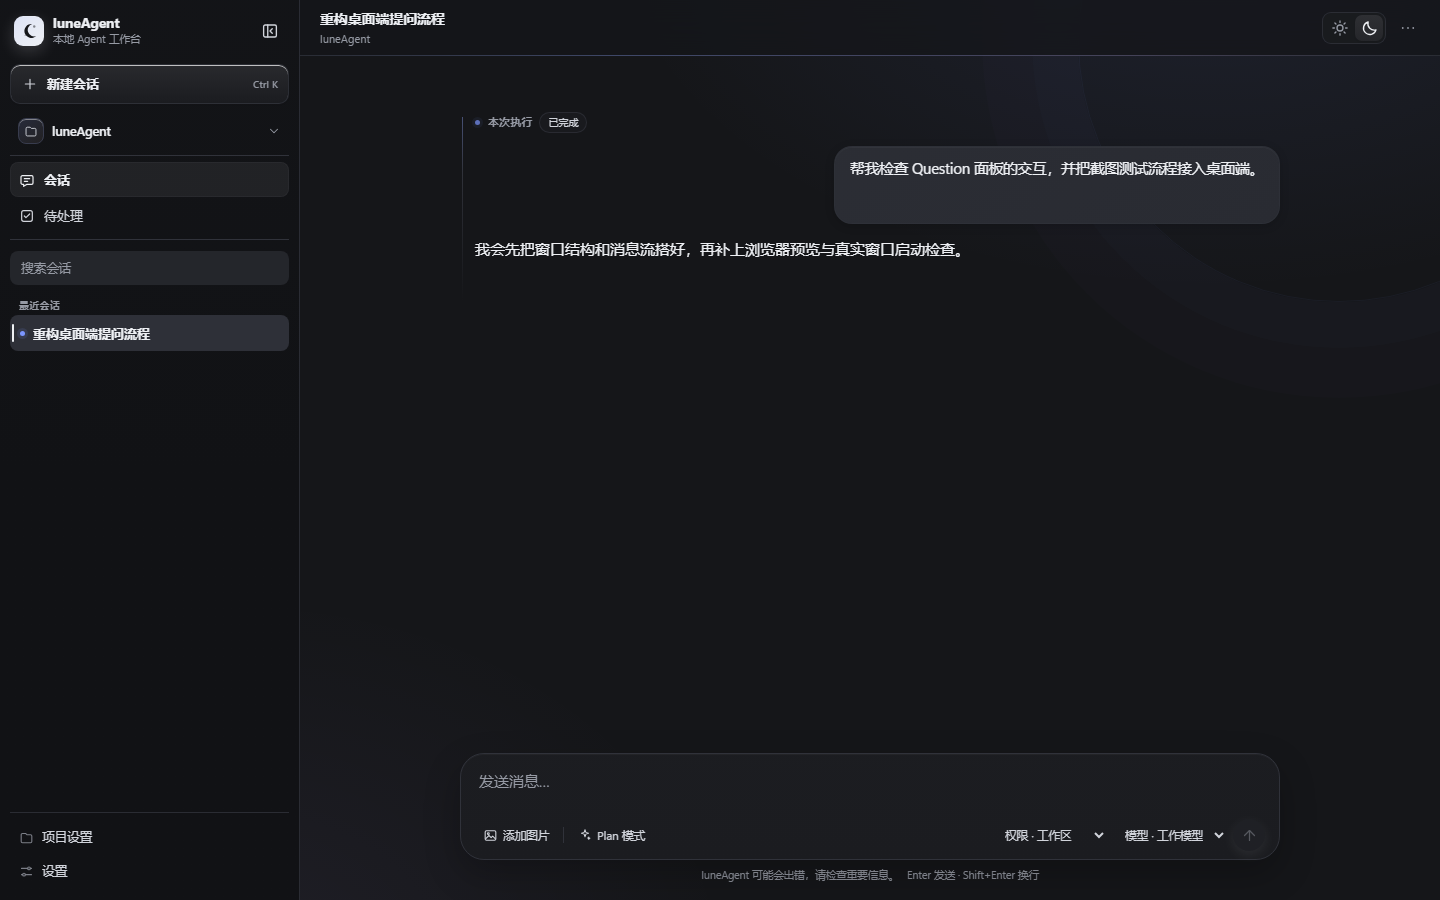 luneAgent
本地 Agent 工作台
新建会话 Ctrl K
luneAgent
会话
待处理
搜索会话
最近会话
重构桌面端提问流程
项目设置
设置
重构桌面端提问流程
luneAgent
本次执行 已完成
帮我检查 Question 面板的交互，并把截图测试流程接入桌面端。
我会先把窗口结构和消息流搭好，再补上浏览器预览与真实窗口启动检查。
发送消息...
添加图片 Plan 模式 权限 · 工作区 模型 · 工作模型
luneAgent 可能会出错，请检查重要信息。 Enter 发送 · Shift+Enter 换行